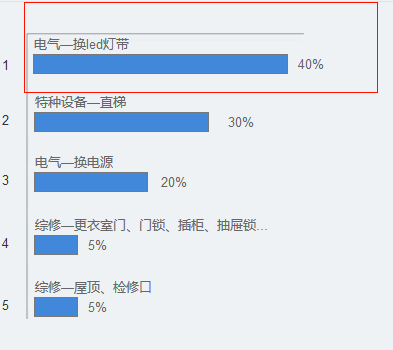 电气—换led灯带
1
40%
特种设备—直梯
2
30%
电气—换电源
3
20%
综修—更衣室门、门锁、插柜、抽屉锁...
4
5%
综修—屋顶、检修口
5
5%